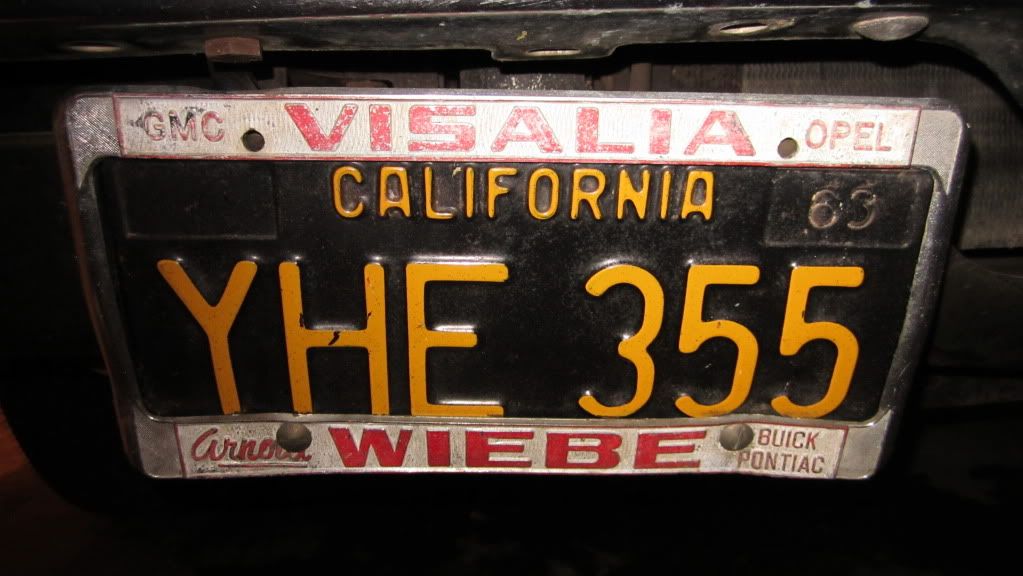 GMC VISALIA OPEL
CALIFORNIA 63
YHE 355
Arnold WIEBE BUICK
PONTIAC